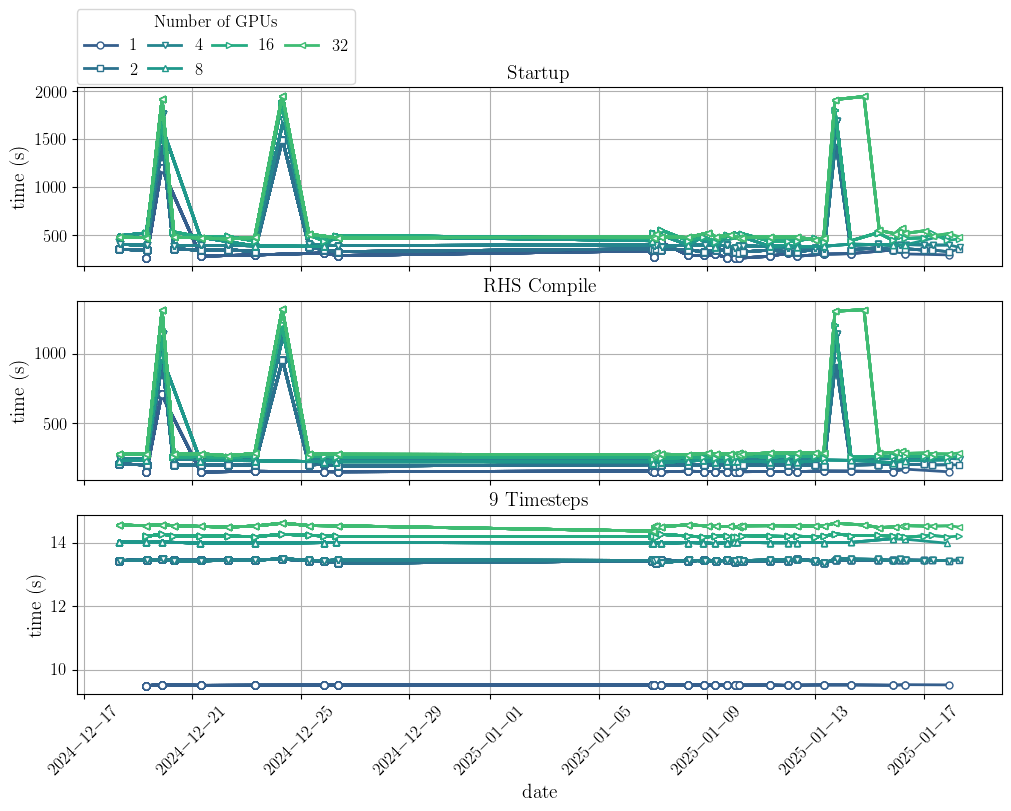 Number of GPUs
1 4 16 32
2 8
Startup
2000
1500
1000
500
time (s)
RHS Compile
1000
500
time (s)
9 Timesteps
14
12
10
time (s)
2024−12−17 2024−12−21 2024−12−25 2024−12−29 2025−01−01 2025−01−05 2025−01−09 2025−01−13 2025−01−17
date